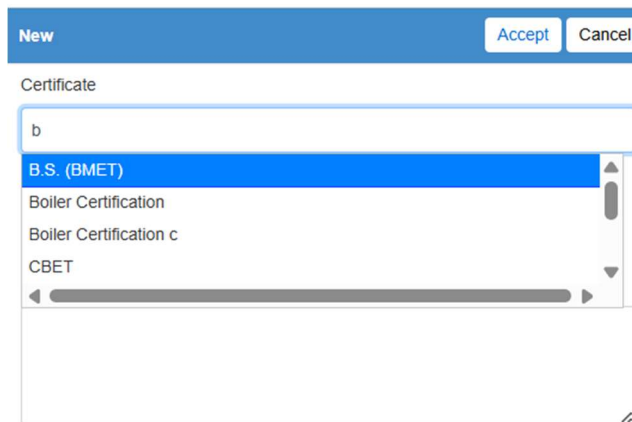 New Accept Cancel
Certificate
b
B.S. (BMET)
Boiler Certification
Boiler Certification c
CBET